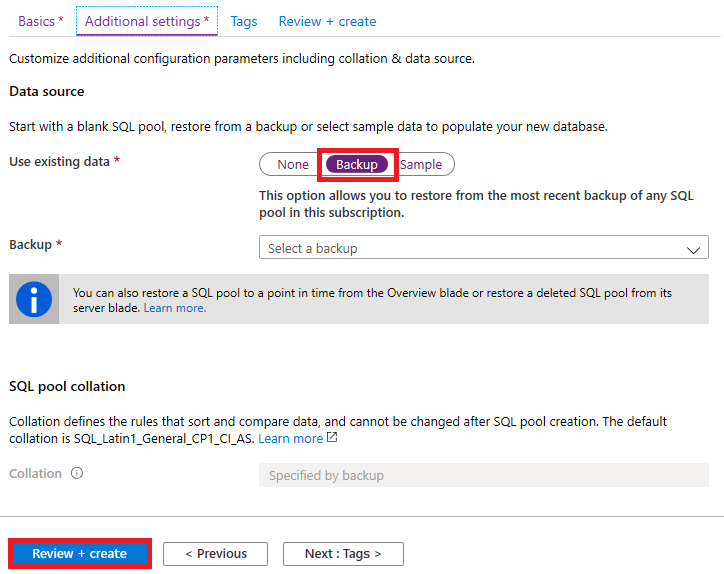 Basics * Additional settings * Tags Review + create
Customize additional configuration parameters including collation & data source.
Data source
Start with a blank SQL pool, restore from a backup or select sample data to populate your new database.
Use existing data * None Backup Sample
This option allows you to restore from the most recent backup of any SQL
pool in this subscription.
Backup * Select a backup
You can also restore a SQL pool to a point in time from the Overview blade or restore a deleted SQL pool from its
server blade. Learn more.
SQL pool collation
Collation defines the rules that sort and compare data, and cannot be changed after SQL pool creation. The default
collation is SQL_Latin1_General_CP1_CI_AS. Learn more
Collation Specified by backup
Review + create < Previous Next : Tags >